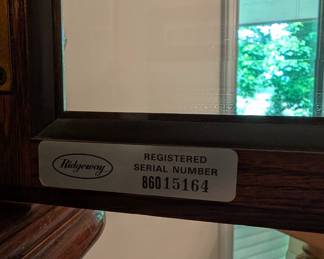 Ridgeway
REGISTERED
SERIAL NUMBER
86015164